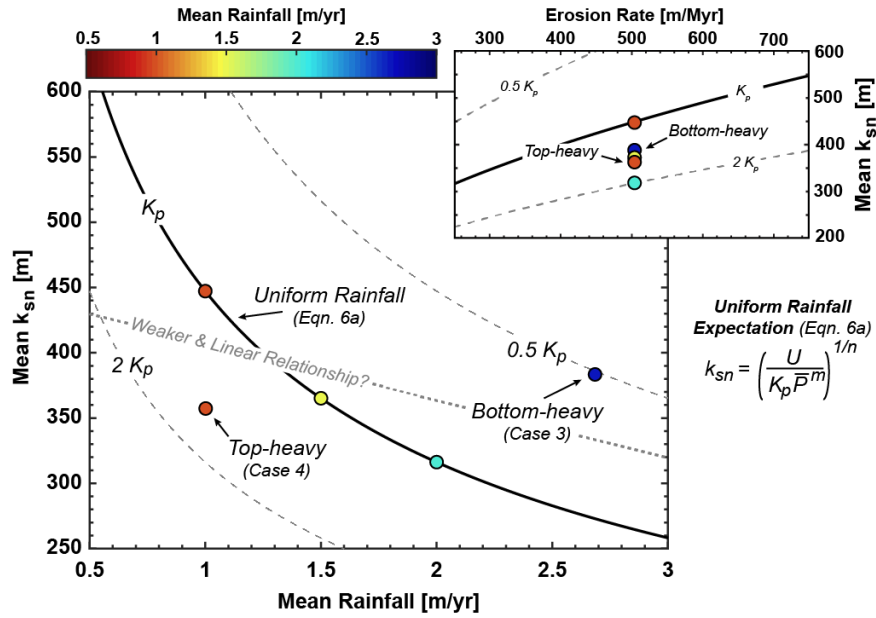 Mean Rainfall [m/yr]
0.5 1 1.5 2 2.5 3
Erosion Rate [m/Myr]
300 400 500 600 700
600
500
400
300
200
Mean ksn [m]
0.5 Kp
Kp
Bottom-heavy
Top-heavy
2 Kp
600
550
500
450
400
350
300
250
Mean ksn [m]
Kp
Uniform Rainfall
(Eqn. 6a)
Weaker & Linear Relationship?
2 Kp
0.5 Kp
Top-heavy
(Case 4)
Bottom-heavy
(Case 3)
0.5 1 1.5 2 2.5 3
Mean Rainfall [m/yr]
Uniform Rainfall
Expectation (Eqn. 6a)
ksn = (U / Kp P̅^m)^1/n